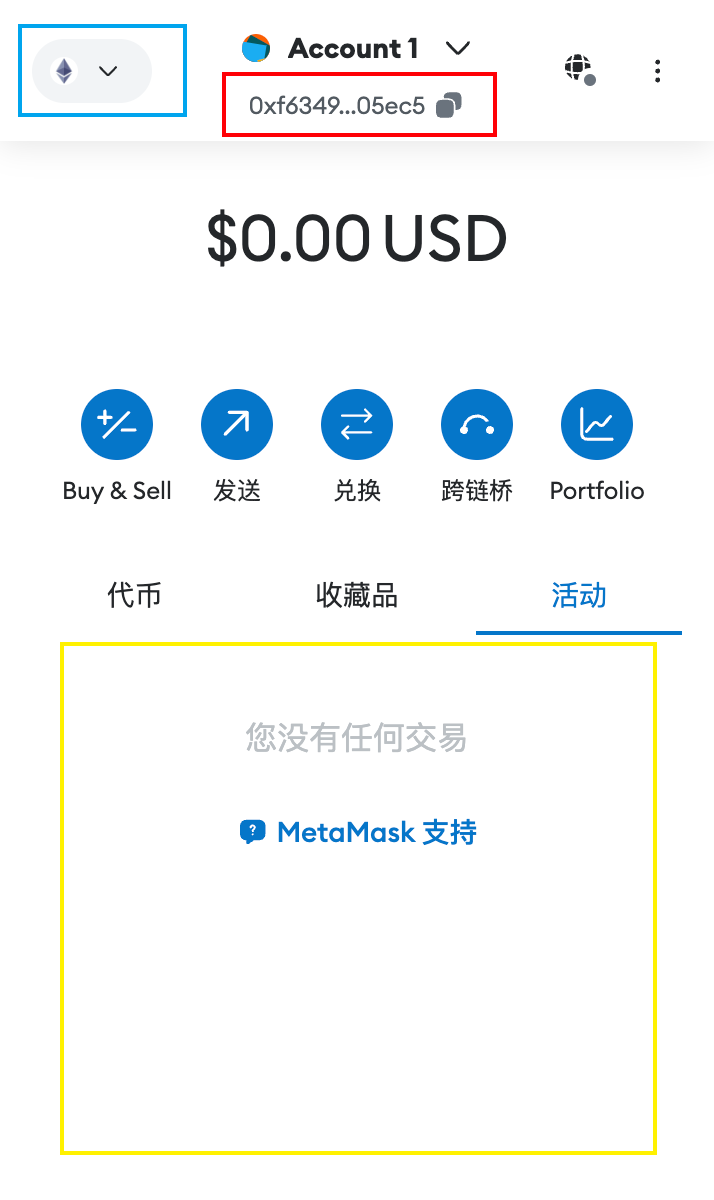 Account 1
0xf6349...05ec5
$0.00 USD
Buy & Sell
发送
兑换
跨链桥
Portfolio
代币
收藏品
活动
您没有任何交易
MetaMask 支持